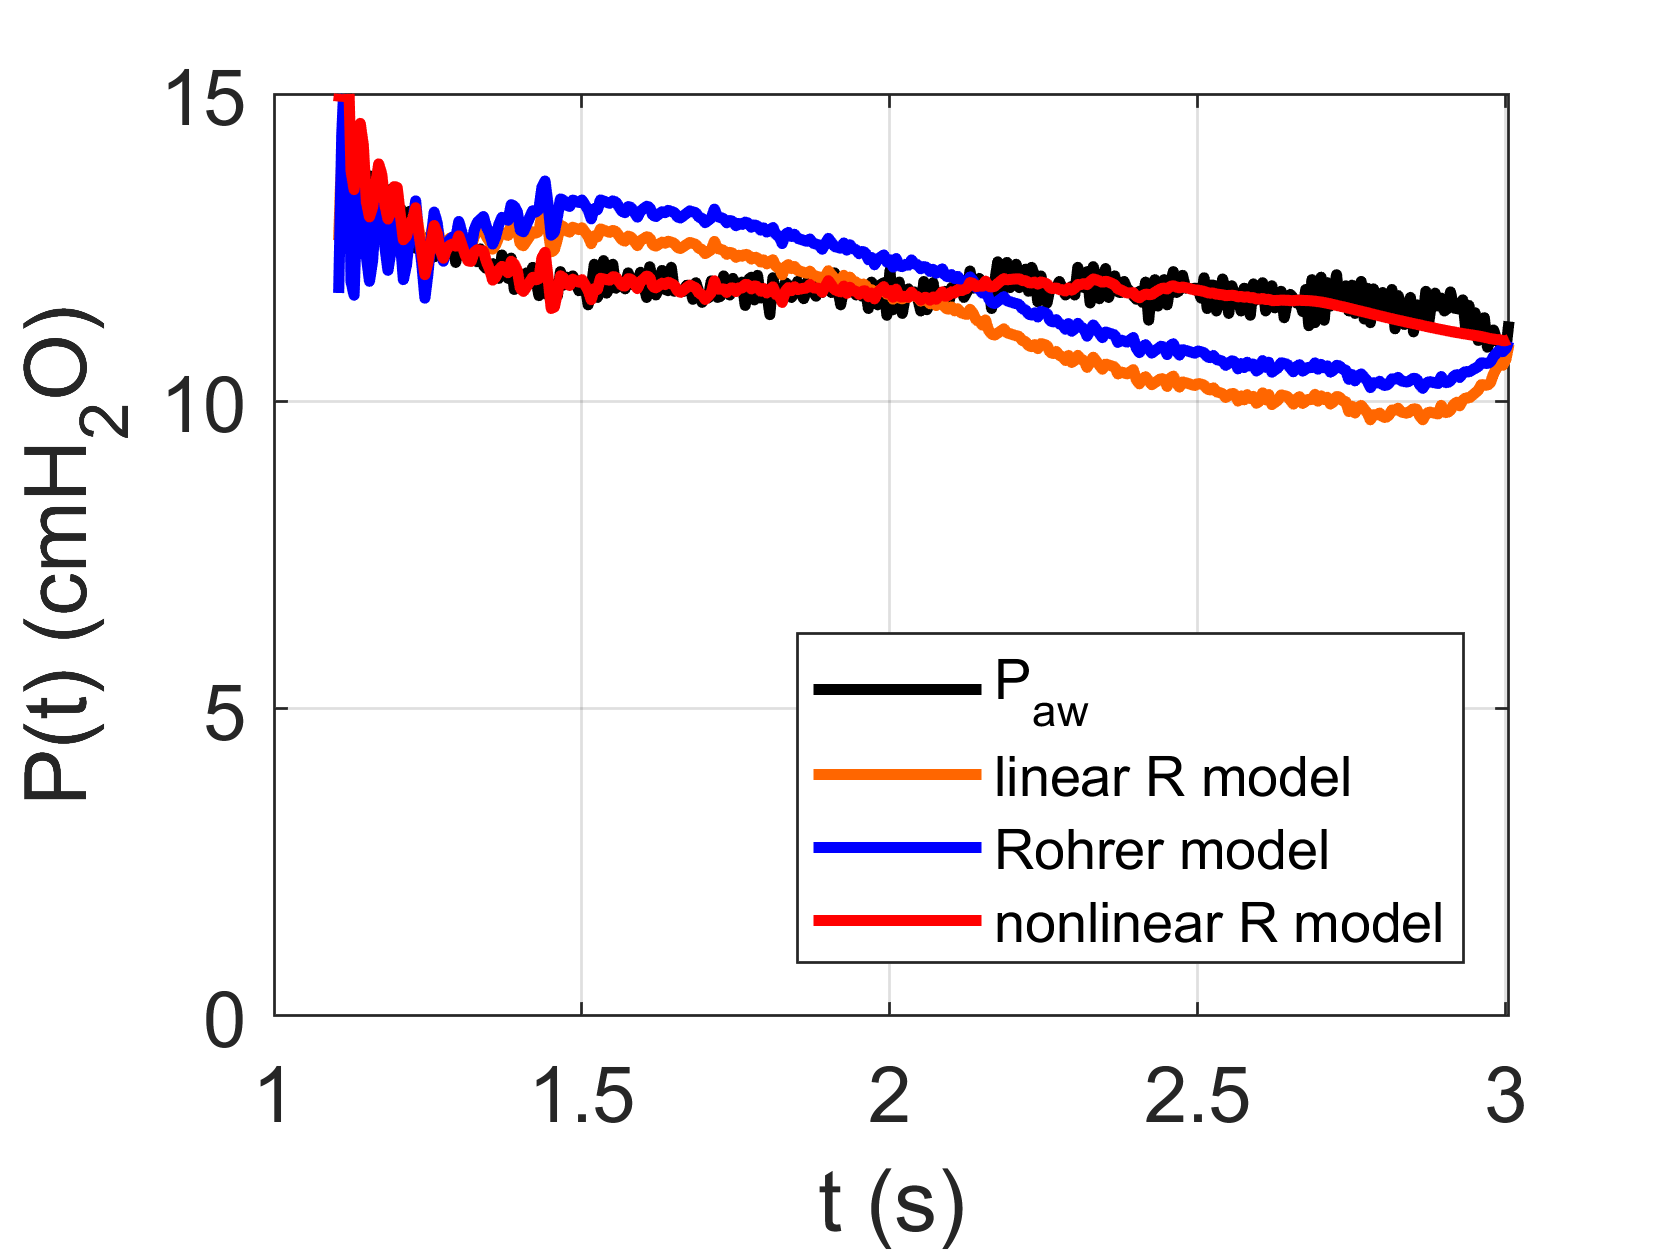 P(t) (cmH2O)
15
10
5
0
1 1.5 2 2.5 3
t (s)
Paw
linear R model
Rohrer model
nonlinear R model